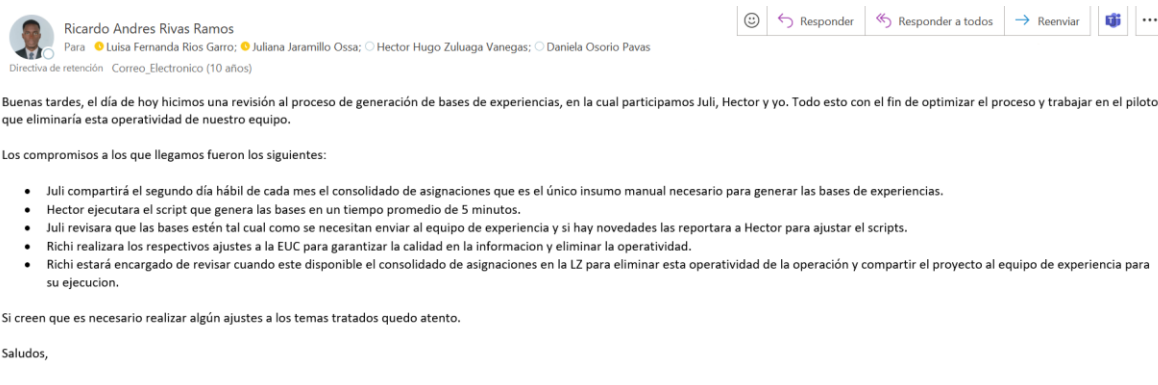 Ricardo Andres Rivas Ramos
Responder
Responder a todos
Reenviar
Para Luisa Fernanda Rios Garro; Juliana Jaramillo Ossa; Hector Hugo Zuluaga Vanegas; Daniela Osorio Pavas
Directiva de retención Correo_Electronico (10 años)
Buenas tardes, el día de hoy hicimos una revisión al proceso de generación de bases de experiencias, en la cual participamos Juli, Hector y yo. Todo esto con el fin de optimizar el proceso y trabajar en el piloto
que eliminaría esta operatividad de nuestro equipo.
Los compromisos a los que llegamos fueron los siguientes:
• Juli compartirá el segundo día hábil de cada mes el consolidado de asignaciones que es el único insumo manual necesario para generar las bases de experiencias.
• Hector ejecutara el script que genera las bases en un tiempo promedio de 5 minutos.
• Juli revisara que las bases estén tal cual como se necesitan enviar al equipo de experiencia y si hay novedades las reportara a Hector para ajustar el scripts.
• Richi realizara los respectivos ajustes a la EUC para garantizar la calidad en la informacion y eliminar la operatividad.
• Richi estará encargado de revisar cuando este disponible el consolidado de asignaciones en la LZ para eliminar esta operatividad de la operación y compartir el proyecto al equipo de experiencia para
su ejecucion.
Si creen que es necesario realizar algún ajustes a los temas tratados quedo atento.
Saludos,